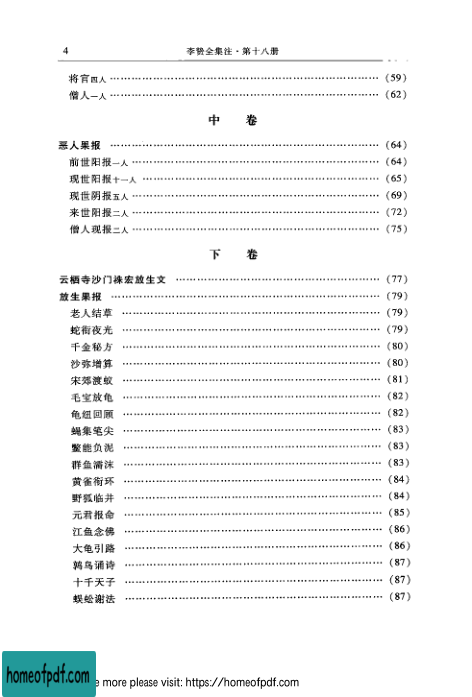 4 李贽全集注·第十八册
将官四人 …………………………………………… (59)
僧人一人 …………………………………………… (62)
中 卷
恶人果报 …………………………………………… (64)
前世阳报一人 …………………………………………… (64)
现世阳报十一人 …………………………………………… (65)
现世阴报五人 …………………………………………… (69)
来世阳报二人 …………………………………………… (72)
僧人现报二人 …………………………………………… (75)
下 卷
云栖寺沙门袾宏放生文 …………………………………………… (77)
放生果报 …………………………………………… (79)
老人结草 …………………………………………… (79)
蛇衔夜光 …………………………………………… (79)
千金秘方 …………………………………………… (80)
沙弥增算 …………………………………………… (80)
宋郊渡蚁 …………………………………………… (81)
毛宝放龟 …………………………………………… (82)
龟纽回顾 …………………………………………… (82)
蝇集笔尖 …………………………………………… (83)
鳖能负泥 …………………………………………… (83)
群鱼濡沫 …………………………………………… (83)
黄雀衔环 …………………………………………… (84)
野狐临井 …………………………………………… (84)
元君报命 …………………………………………… (85)
江鱼念佛 …………………………………………… (86)
大龟引路 …………………………………………… (86)
鹑鸟诵诗 …………………………………………… (87)
十千天子 …………………………………………… (87)
蜈蚣谢法 …………………………………………… (87)
homeofpdf.com
e more please visit: https://homeofpdf.com